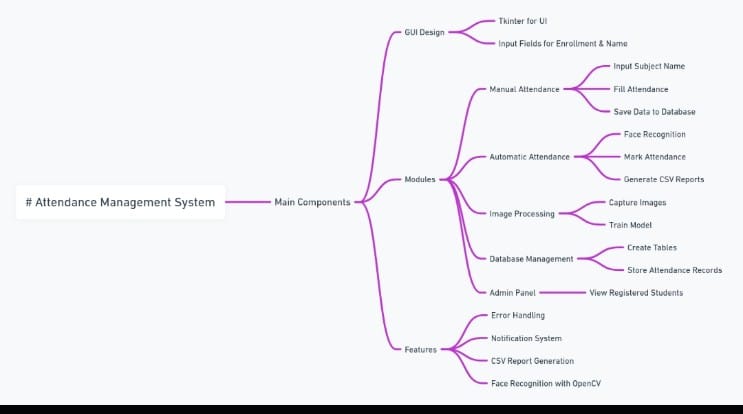 # Attendance Management System
Main Components
GUI Design
Tkinter for UI
Input Fields for Enrollment & Name
Modules
Manual Attendance
Input Subject Name
Fill Attendance
Save Data to Database
Automatic Attendance
Face Recognition
Mark Attendance
Generate CSV Reports
Image Processing
Capture Images
Train Model
Database Management
Create Tables
Store Attendance Records
Admin Panel
View Registered Students
Features
Error Handling
Notification System
CSV Report Generation
Face Recognition with OpenCV